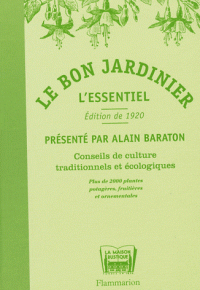 LE BON JARDINIER
L'ESSENTIEL
Édition de 1920
PRÉSENTÉ PAR ALAIN BARATON
Conseils de culture
traditionnels et écologiques
Plus de 2000 plantes
potagères, fruitières
et ornementales
LA MAISON
RUSTIQUE
Flammarion